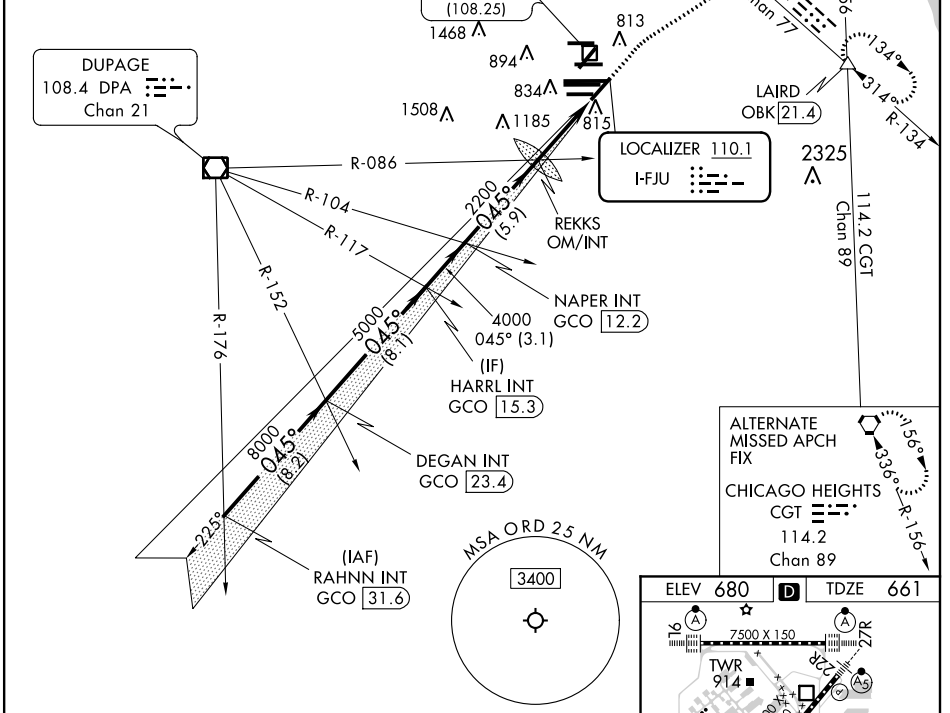 (108.25)
1468
894
813
834
815
1508
1185
DUPAGE
108.4 DPA
Chan 21
Chan 77
56
134°
314°
R-134
LAIRD
OBK 21.4
LOCALIZER 110.1
I-FJU
2325
114.2 CGT
Chan 89
R-086
R-104
R-117
R-152
R-176
2200
045°
(5.9)
REKKS
OM/INT
NAPER INT
GCO 12.2
4000
045° (3.1)
5000
045°
(8.1)
(IF)
HARRL INT
GCO 15.3
8000
045°
(8.2)
DEGAN INT
GCO 23.4
225°
(IAF)
RAHNN INT
GCO 31.6
MSA ORD 25 NM
3400
ALTERNATE
MISSED APCH
FIX
CHICAGO HEIGHTS
CGT
114.2
Chan 89
156°
336°
R-156
ELEV 680
D
TDZE 661
A
A
9L
7500 X 150
27R
22R
TWR
914
A5
P